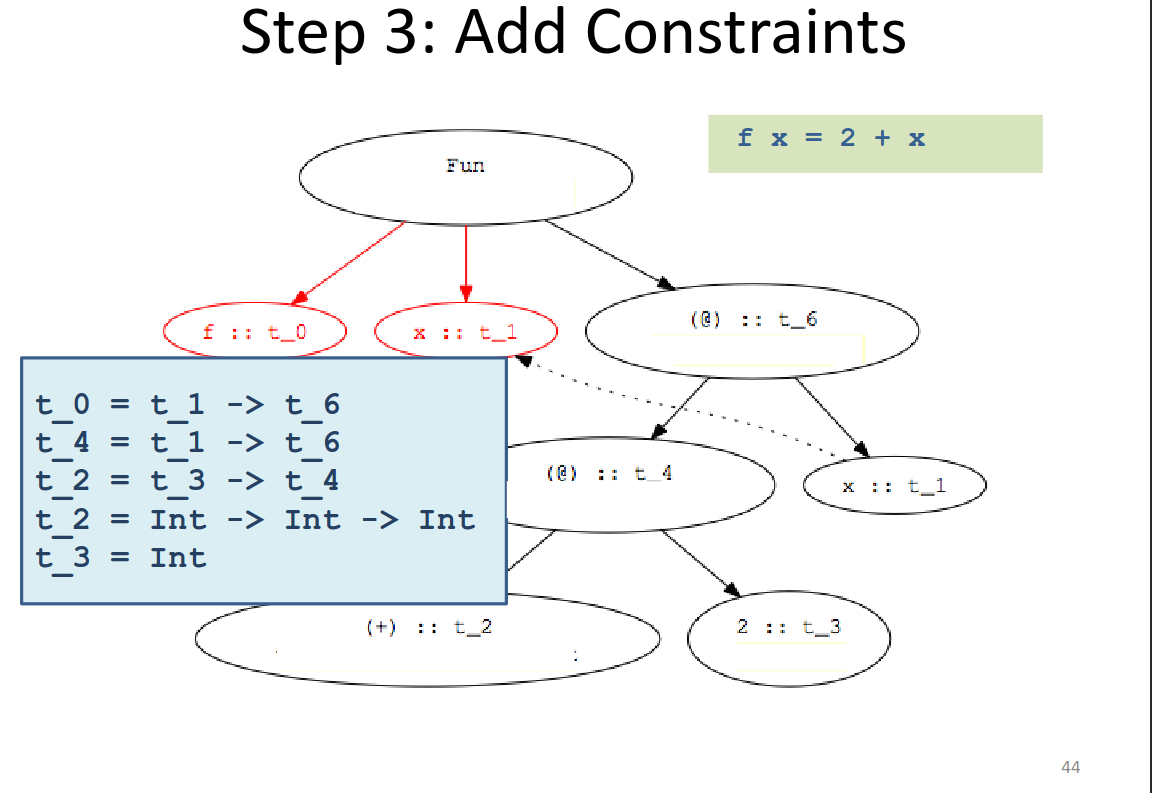 Step 3: Add Constraints
f x = 2 + x
Fun
f :: t_0
x :: t_1
(@) :: t_6
t_0 = t_1 -> t_6
t_4 = t_1 -> t_6
t_2 = t_3 -> t_4
t_2 = Int -> Int -> Int
t_3 = Int
(@) :: t_4
x :: t_1
(+) :: t_2
2 :: t_3
44